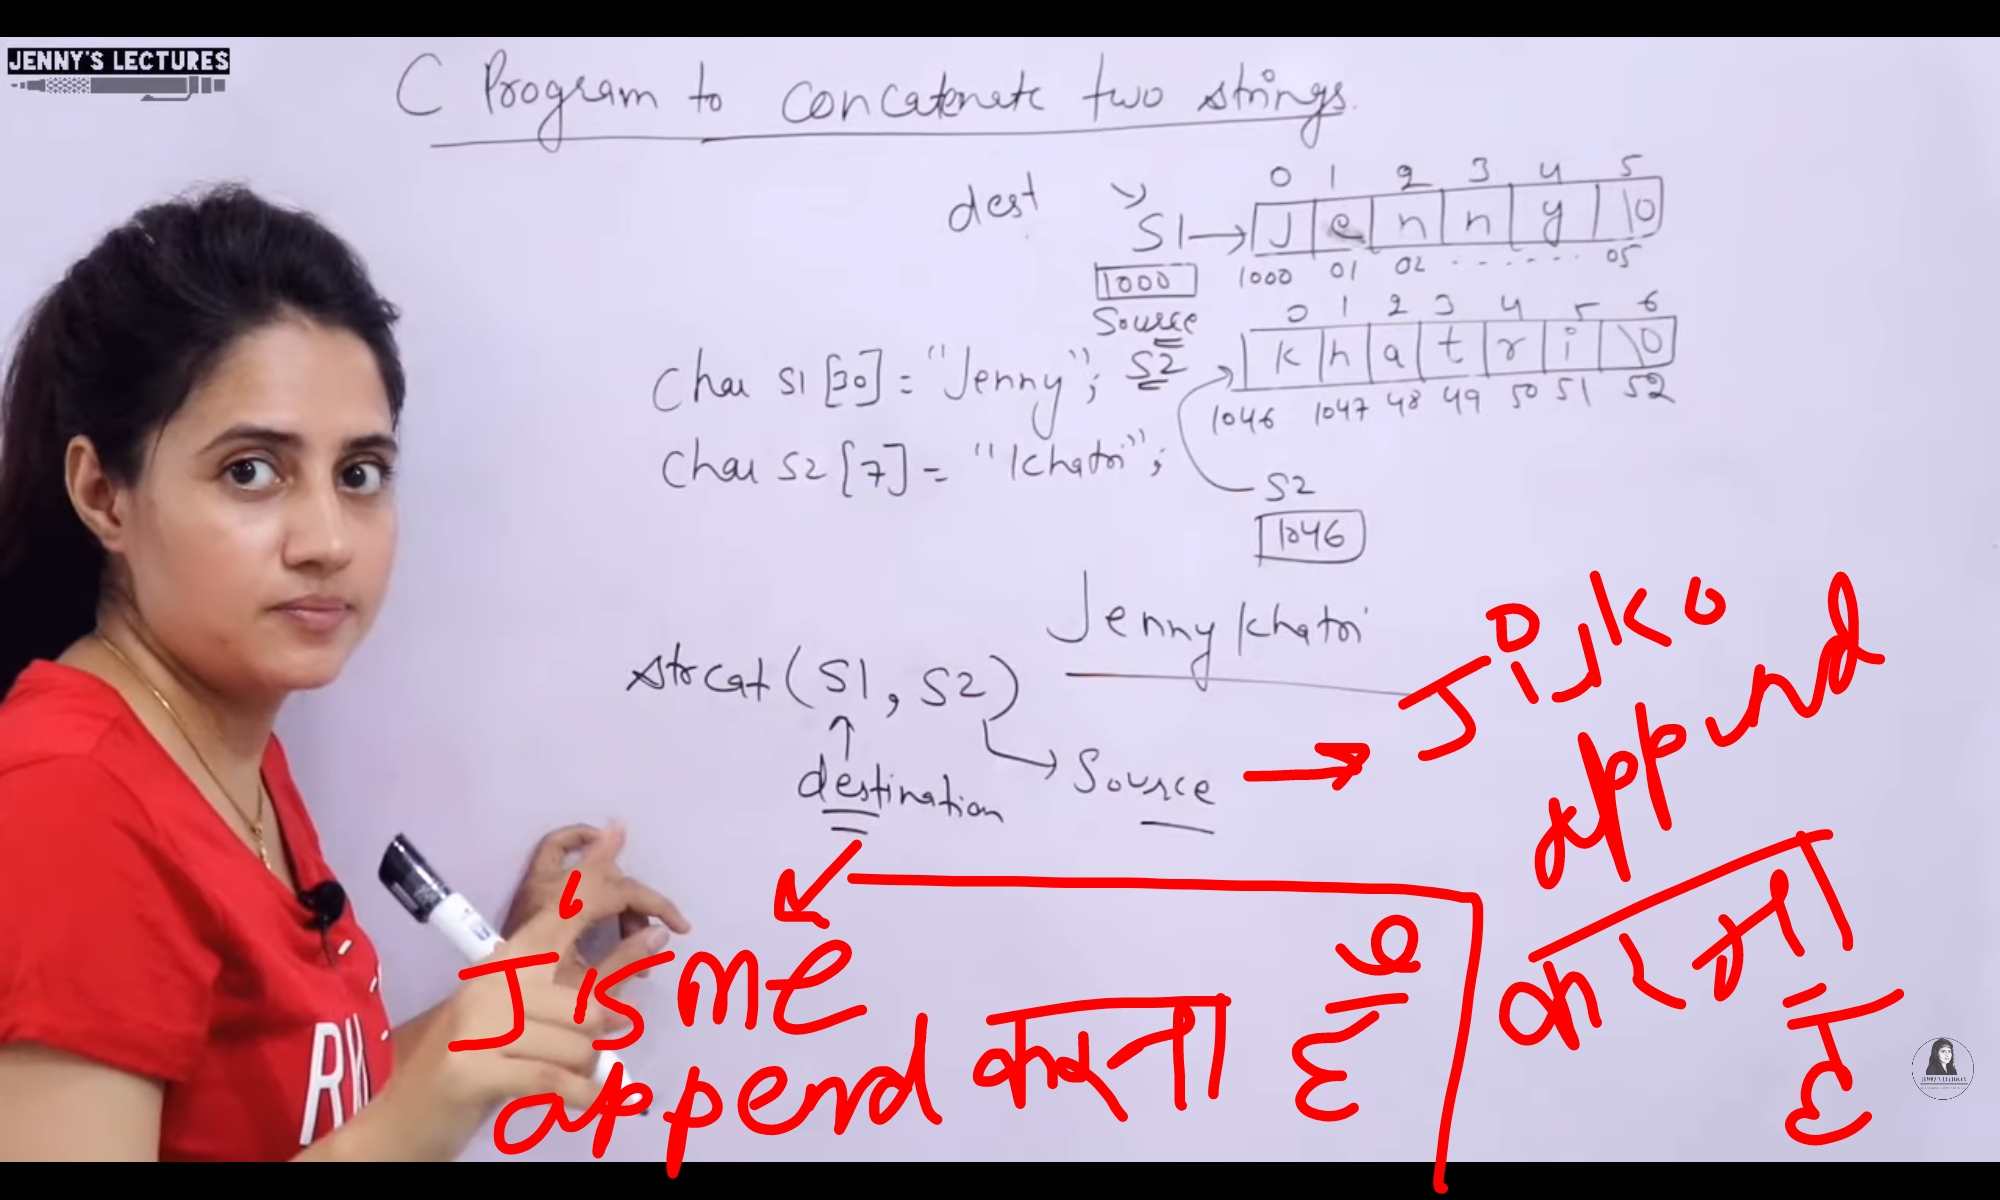 JENNY'S LECTURES
C Program to concatenate two strings.
dest
0 1 2 3 4 5
S1 → J e n n y \0
1000
1000 01 02 ....... 05
Source
0 1 2 3 4 5 6
S2
k h a t r i \0
1046 1047 48 49 50 51 52
Char S1 [30] = "Jenny";
Char S2 [7] = "Khatri";
S2
1046
Jenny Khatri
strcat (S1, S2)
destination
Source →
Jisko
append
करना
है
Jisme
append करना है